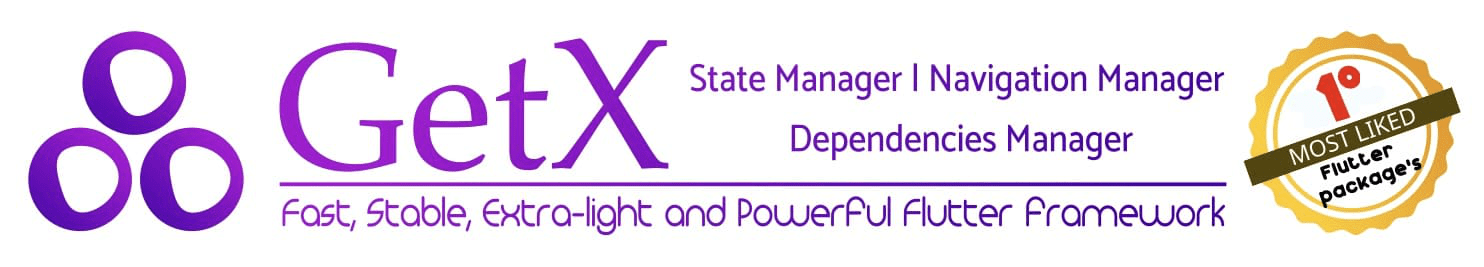 GetX
State Manager | Navigation Manager
Dependencies Manager
Fast, Stable, Extra-light and Powerful Flutter Framework
1º
MOST LIKED
Flutter
package's